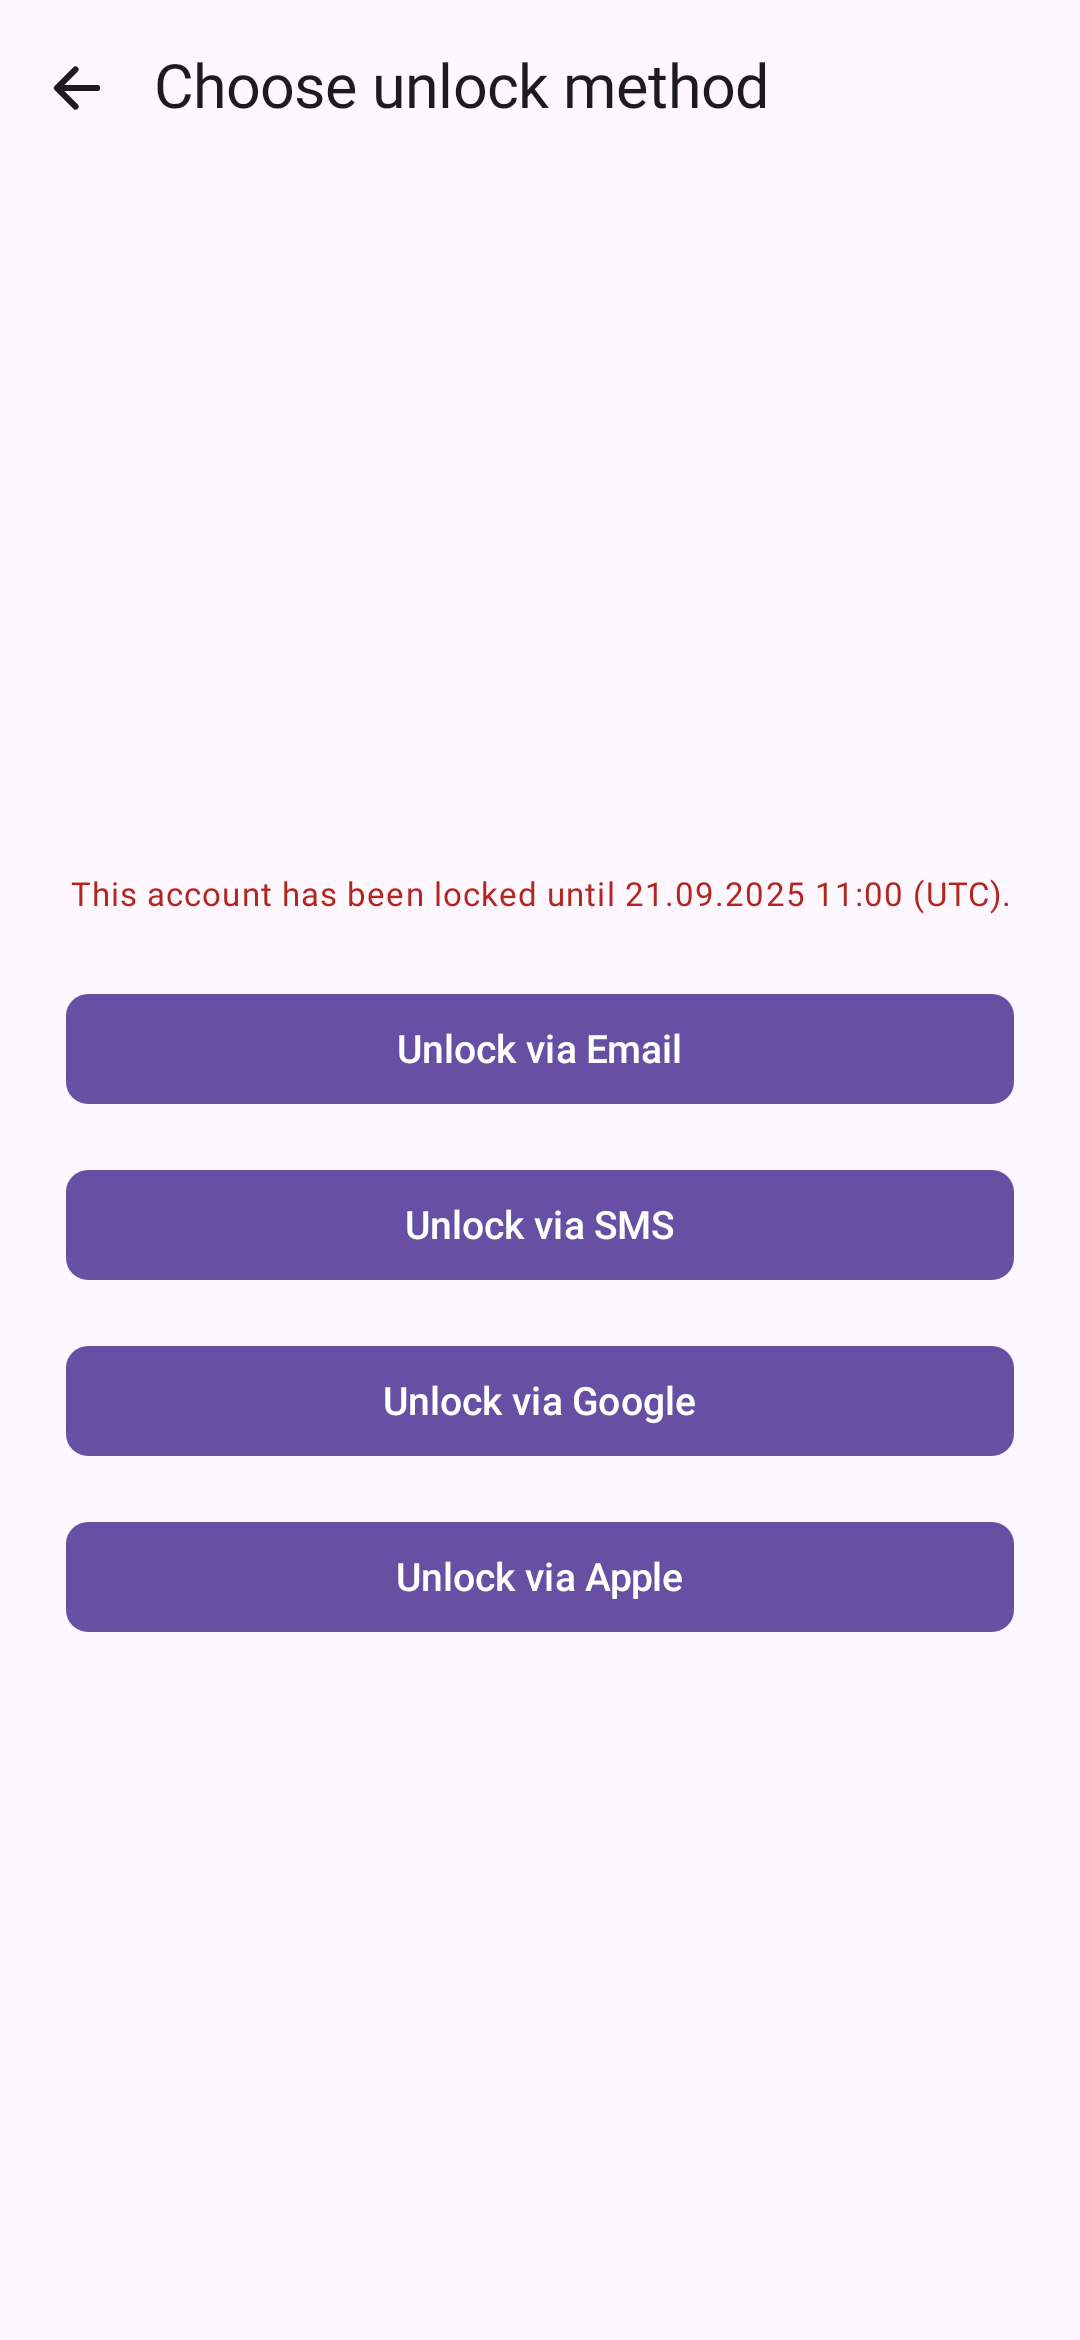 Choose unlock method
This account has been locked until 21.09.2025 11:00 (UTC).
Unlock via Email
Unlock via SMS
Unlock via Google
Unlock via Apple